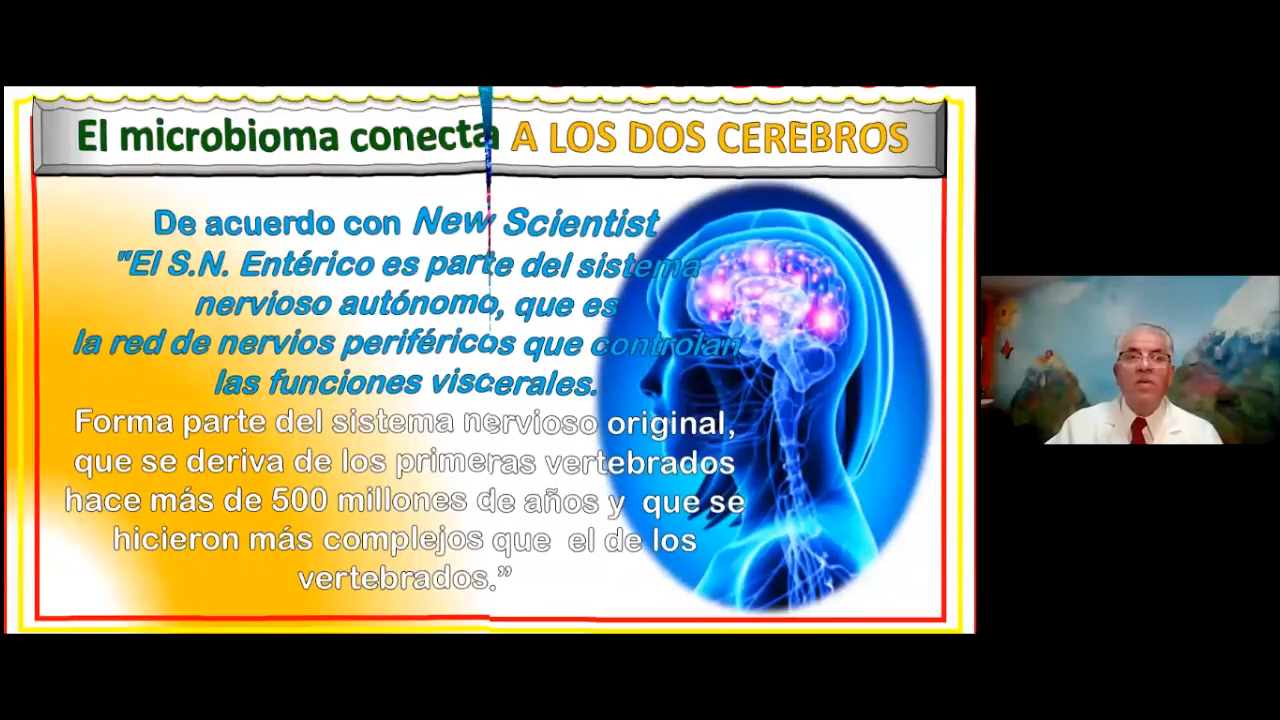 El microbioma conecta A LOS DOS CEREBROS
De acuerdo con New Scientist
"El S.N. Entérico es parte del sistema
nervioso autónomo, que es
la red de nervios periféricos que controlan
las funciones viscerales.
Forma parte del sistema nervioso original,
que se deriva de los primeras vertebrados
hace más de 500 millones de años y que se
hicieron más complejos que el de los
vertebrados.”